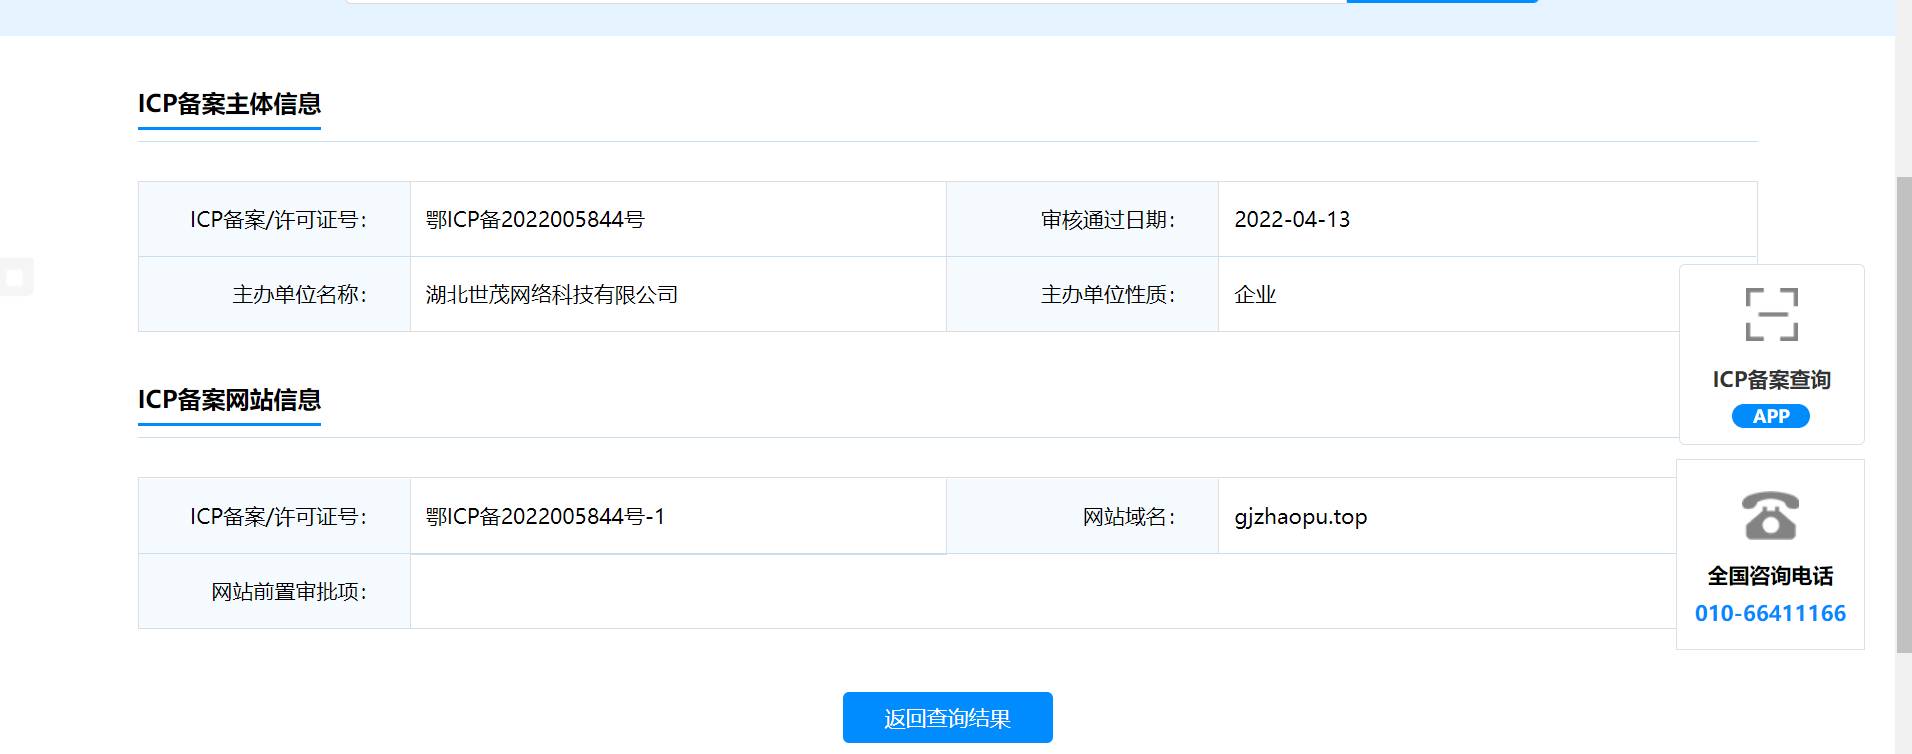 ICP备案主体信息
ICP备案/许可证号： 鄂ICP备2022005844号 审核通过日期： 2022-04-13
主办单位名称： 湖北世茂网络科技有限公司 主办单位性质： 企业
ICP备案查询
APP
ICP备案网站信息
ICP备案/许可证号： 鄂ICP备2022005844号-1 网站域名： gjzhaopu.top
网站前置审批项：
全国咨询电话
010-66411166
返回查询结果